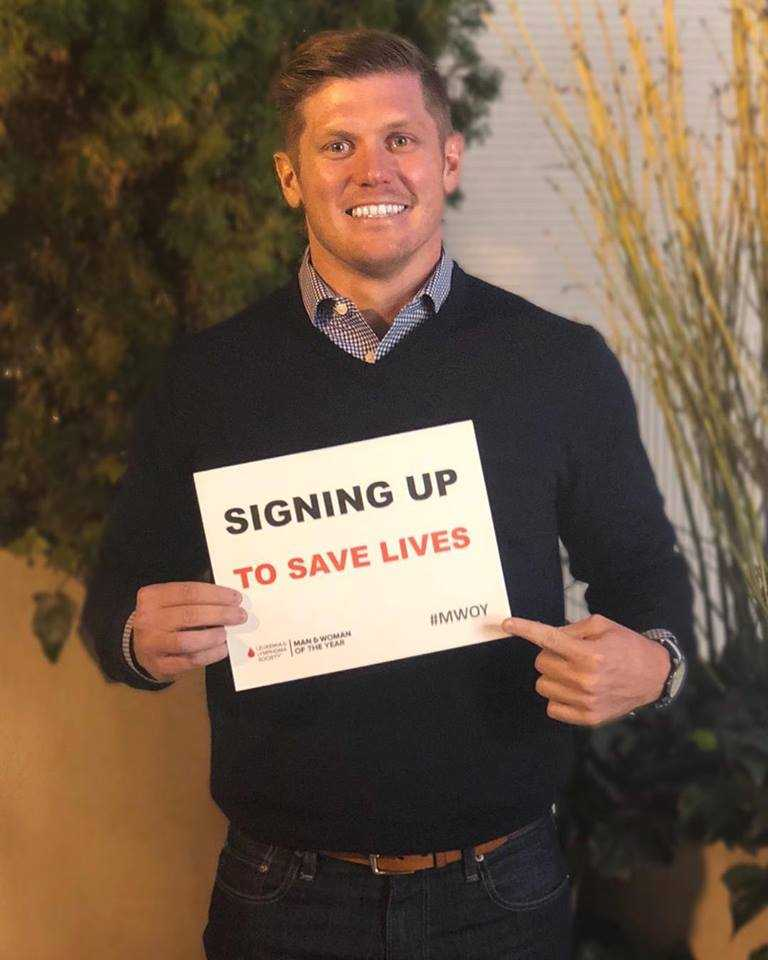 SIGNING UP
TO SAVE LIVES
#MWOY
LEUKEMIA &
LYMPHOMA
SOCIETY
MAN & WOMAN
OF THE YEAR